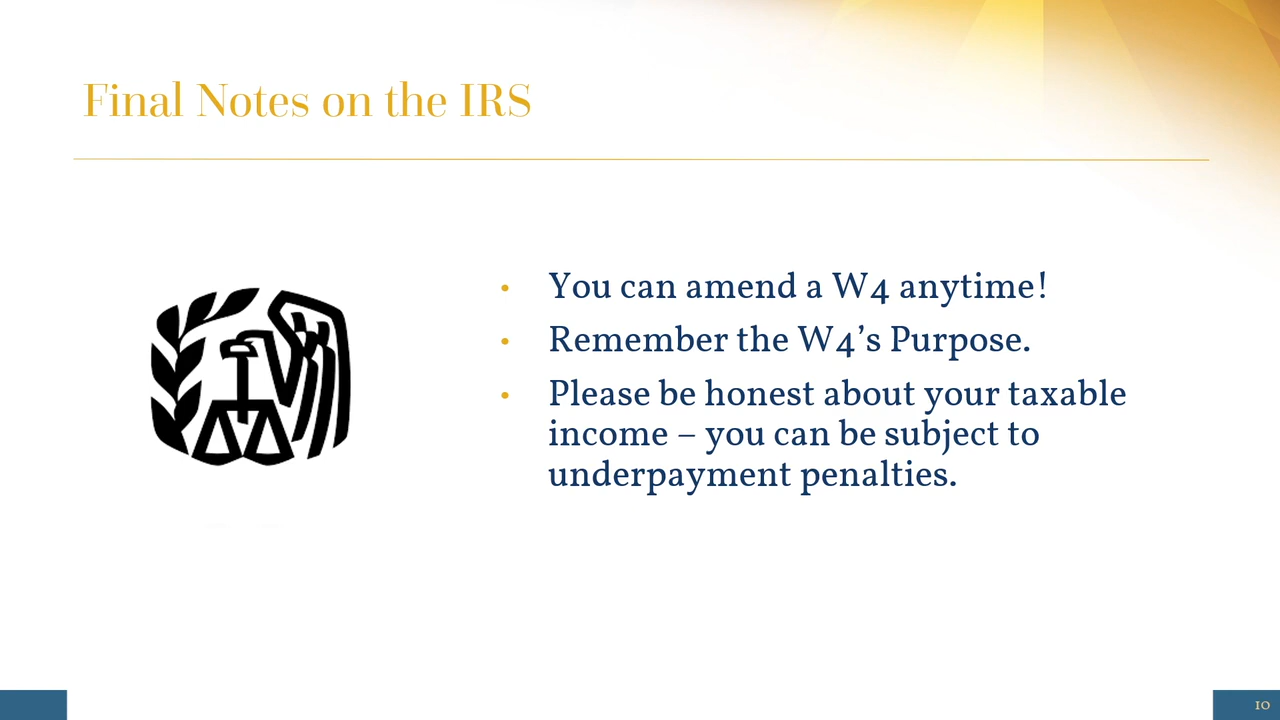 Final Notes on the IRS
• You can amend a W4 anytime!
• Remember the W4’s Purpose.
• Please be honest about your taxable
income – you can be subject to
underpayment penalties.
10